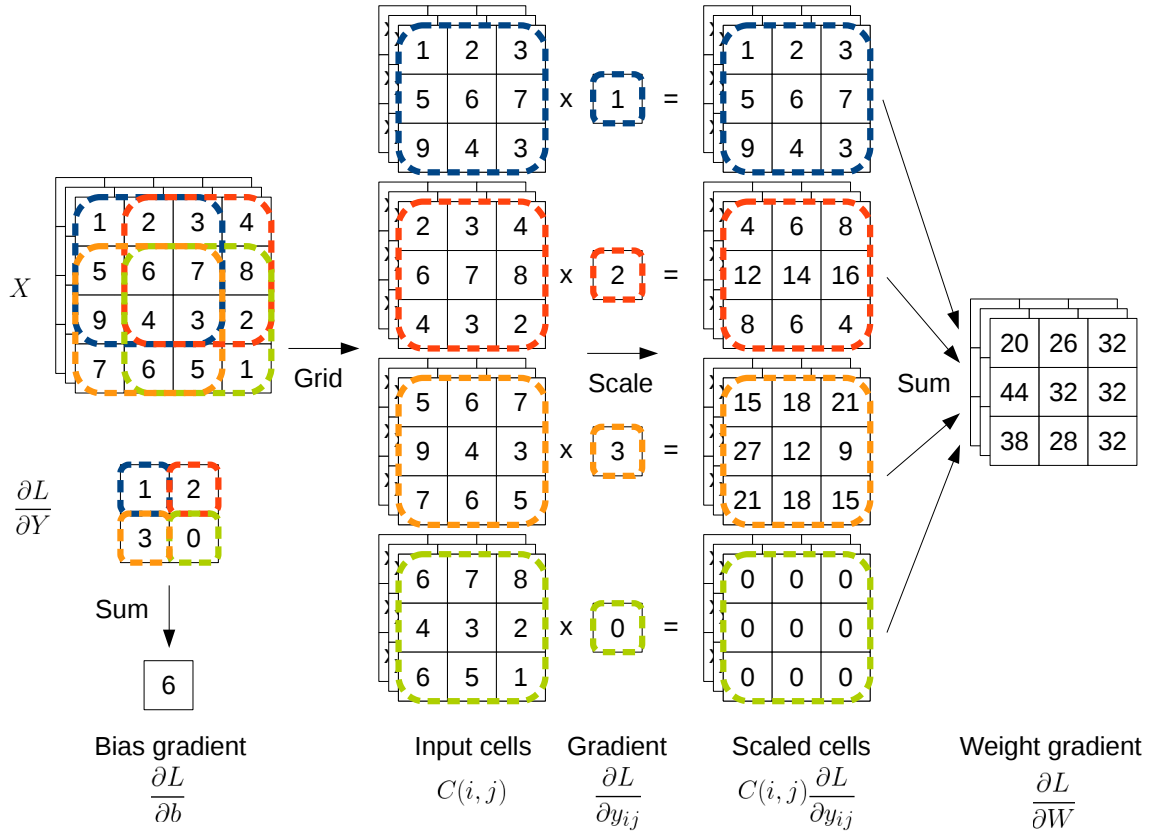 1 2 3
5 6 7
9 4 3
x 1 =
1 2 3
5 6 7
9 4 3
X
1 2 3 4
5 6 7 8
9 4 3 2
7 6 5 1
Grid
2 3 4
6 7 8
4 3 2
x 2 =
4 6 8
12 14 16
8 6 4
Scale
5 6 7
9 4 3
7 6 5
x 3 =
15 18 21
27 12 9
21 18 15
Sum
20 26 32
44 32 32
38 28 32
∂L/∂Y
1 2
3 0
Sum
6
6 7 8
4 3 2
6 5 1
x 0 =
0 0 0
0 0 0
0 0 0
Bias gradient
∂L/∂b
Input cells
C(i, j)
Gradient
∂L/∂y_{ij}
Scaled cells
C(i, j) ∂L/∂y_{ij}
Weight gradient
∂L/∂W